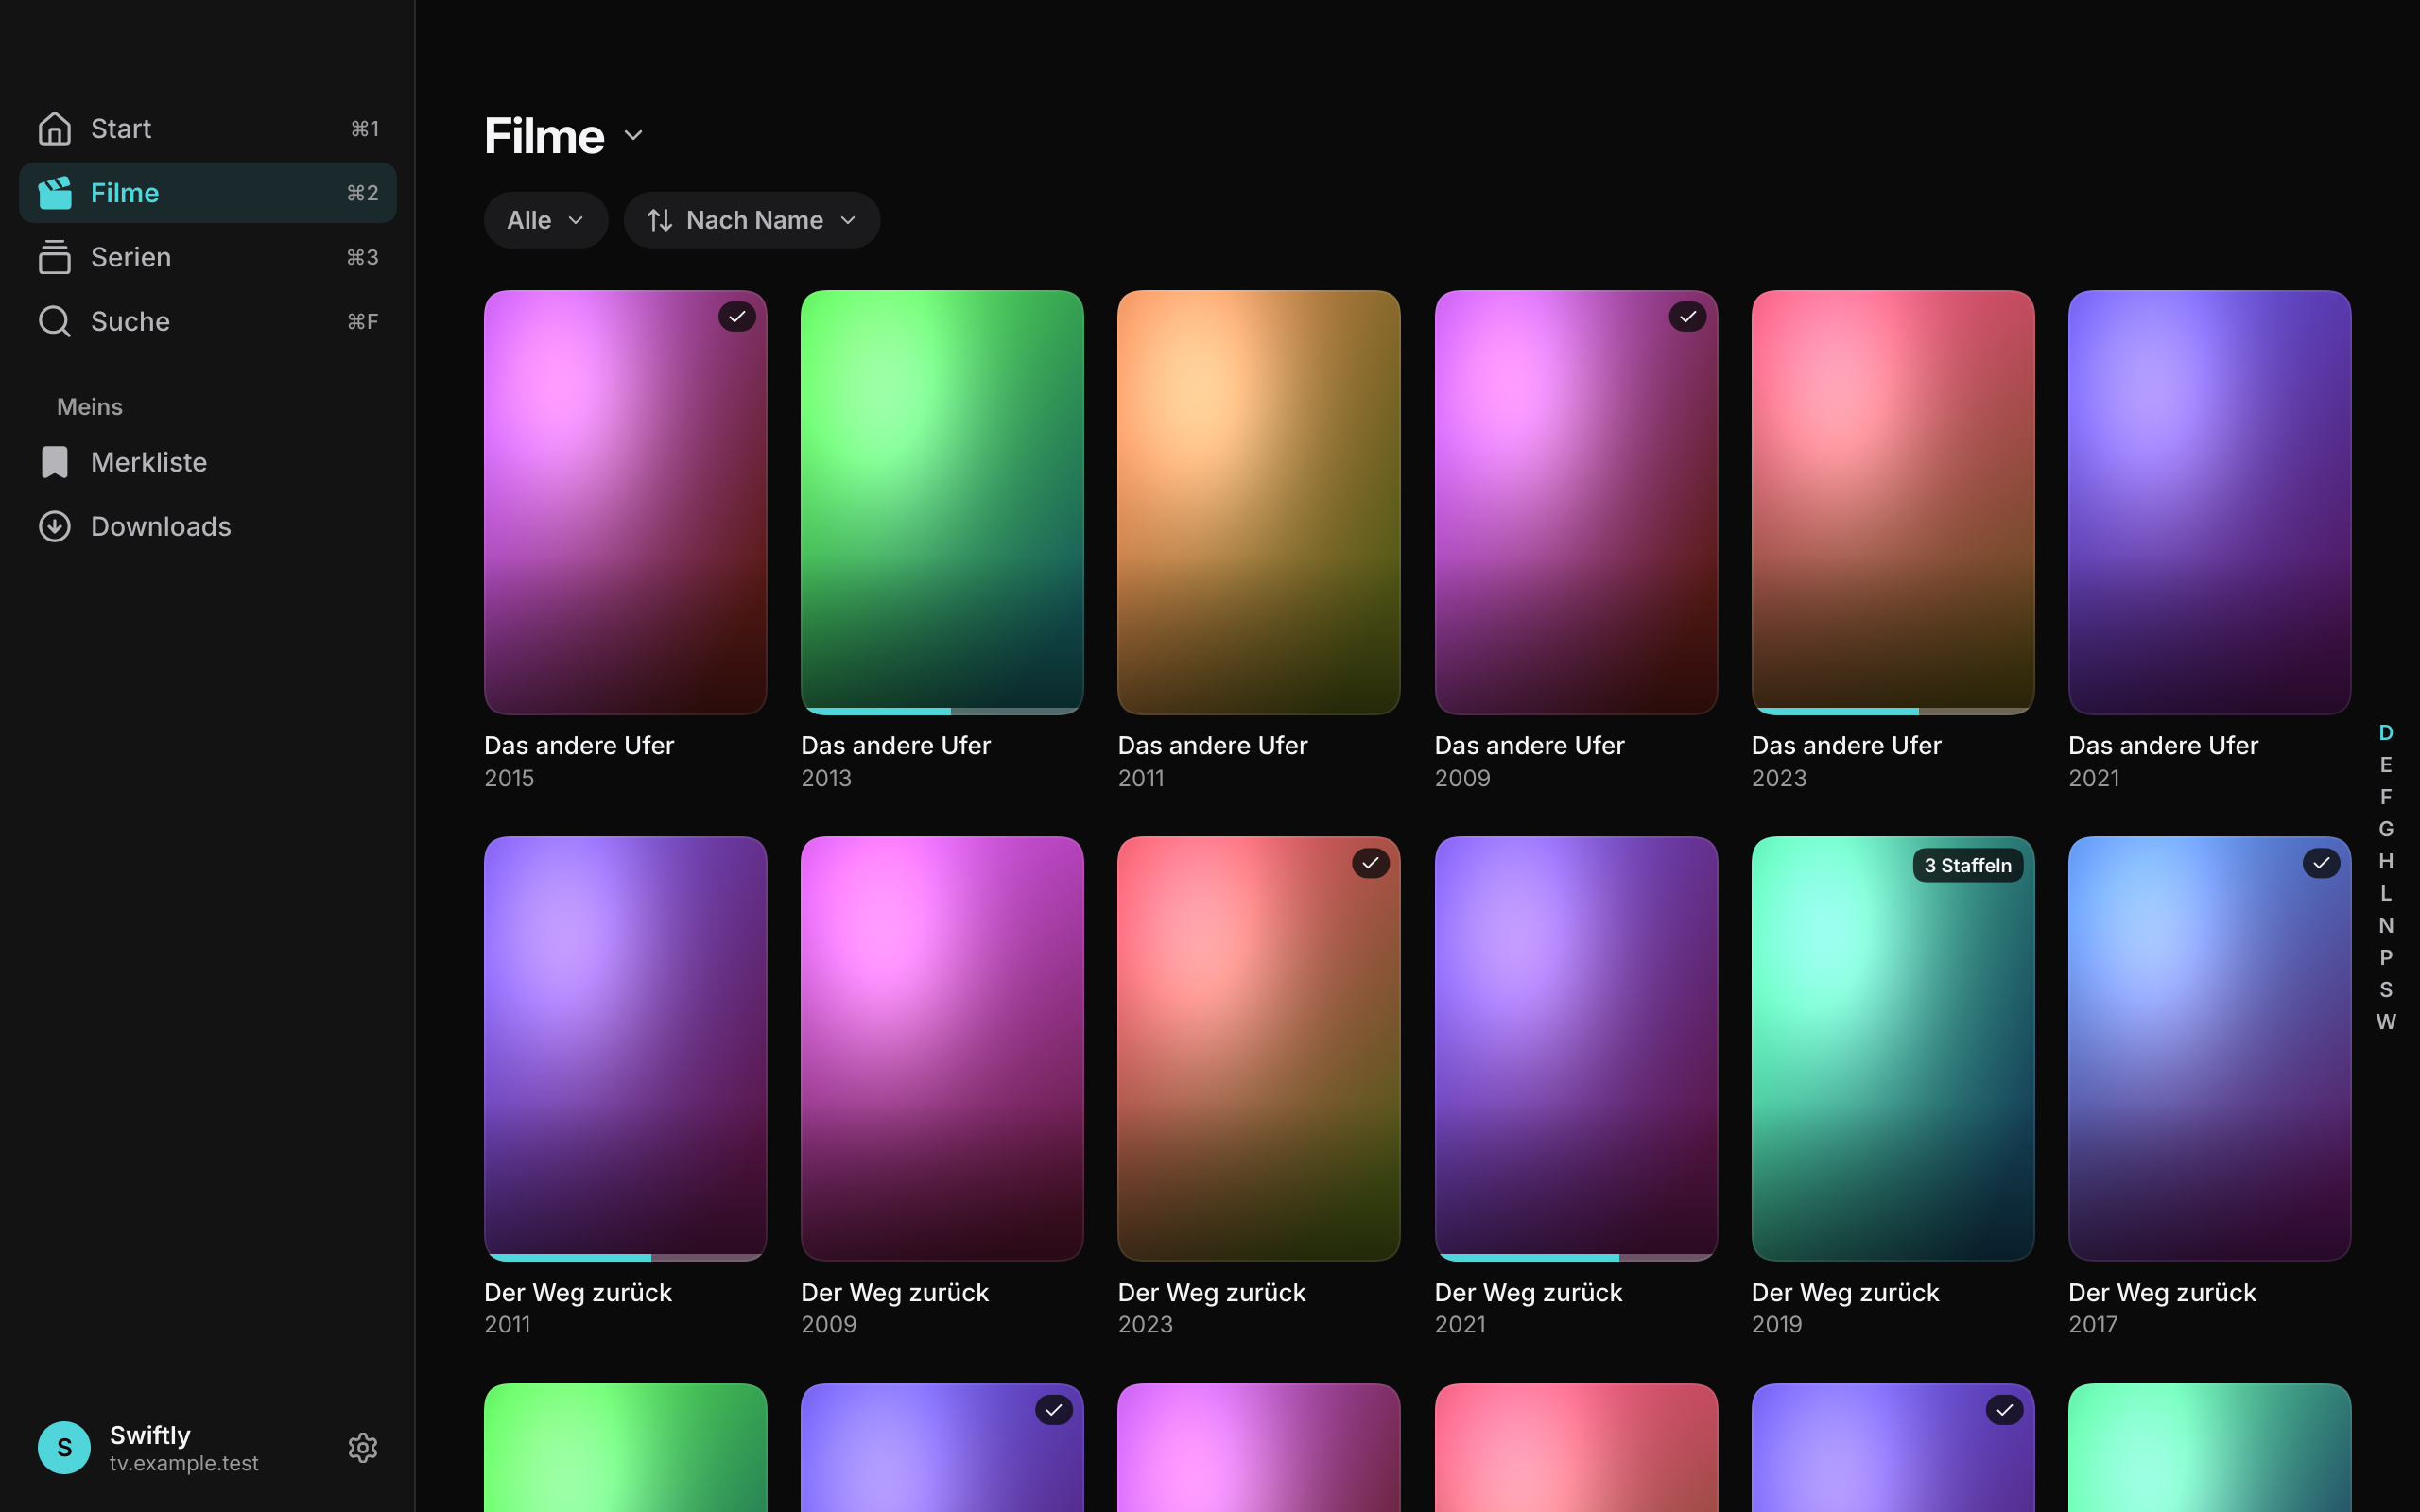 Start ⌘1
Filme ⌘2
Serien ⌘3
Suche ⌘F
Meins
Merkliste
Downloads
S
Swiftly
tv.example.test
Filme
Alle
Nach Name
Das andere Ufer
2015
Das andere Ufer
2013
Das andere Ufer
2011
Das andere Ufer
2009
Das andere Ufer
2023
Das andere Ufer
2021
Der Weg zurück
2011
Der Weg zurück
2009
Der Weg zurück
2023
Der Weg zurück
2021
3 Staffeln
Der Weg zurück
2019
Der Weg zurück
2017
D
E
F
G
H
L
N
P
S
W